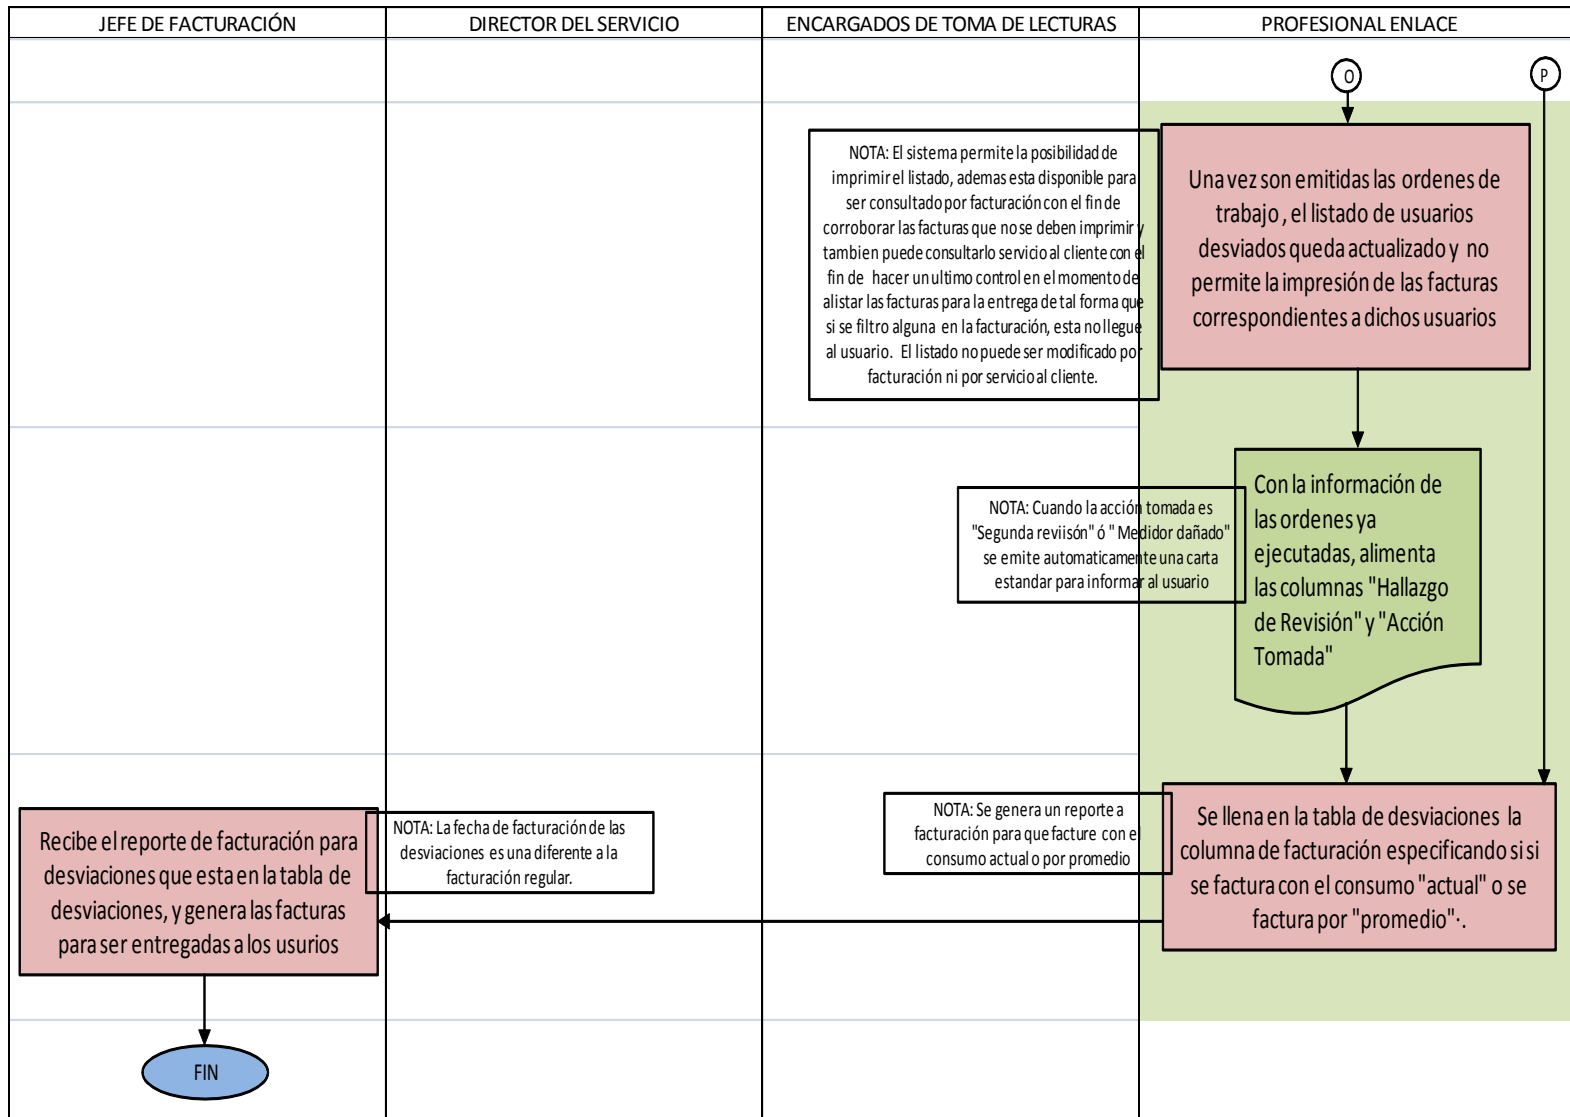 JEFE DE FACTURACIÓN
DIRECTOR DEL SERVICIO
ENCARGADOS DE TOMA DE LECTURAS
PROFESIONAL ENLACE
O
P
NOTA: El sistema permite la posibilidad de
imprimir el listado, ademas esta disponible para
ser consultado por facturación con el fin de
corroborar las facturas que no se deben imprimir y
tambien puede consultarlo servicio al cliente con el
fin de hacer un ultimo control en el momento de
alistar las facturas para la entrega de tal forma que
si se filtro alguna en la facturación, esta no llegue
al usuario. El listado no puede ser modificado por
facturación ni por servicio al cliente.
Una vez son emitidas las ordenes de
trabajo , el listado de usuarios
desviados queda actualizado y no
permite la impresión de las facturas
correspondientes a dichos usuarios
NOTA: Cuando la acción tomada es
"Segunda reviisón" ó " Medidor dañado"
se emite automaticamente una carta
estandar para informar al usuario
Con la información de
las ordenes ya
ejecutadas, alimenta
las columnas "Hallazgo
de Revisión" y "Acción
Tomada"
Recibe el reporte de facturación para
desviaciones que esta en la tabla de
desviaciones, y genera las facturas
para ser entregadas a los usurios
NOTA: La fecha de facturación de las
desviaciones es una diferente a la
facturación regular.
NOTA: Se genera un reporte a
facturación para que facture con el
consumo actual o por promedio
Se llena en la tabla de desviaciones la
columna de facturación especificando si si
se factura con el consumo "actual" o se
factura por "promedio"·.
FIN